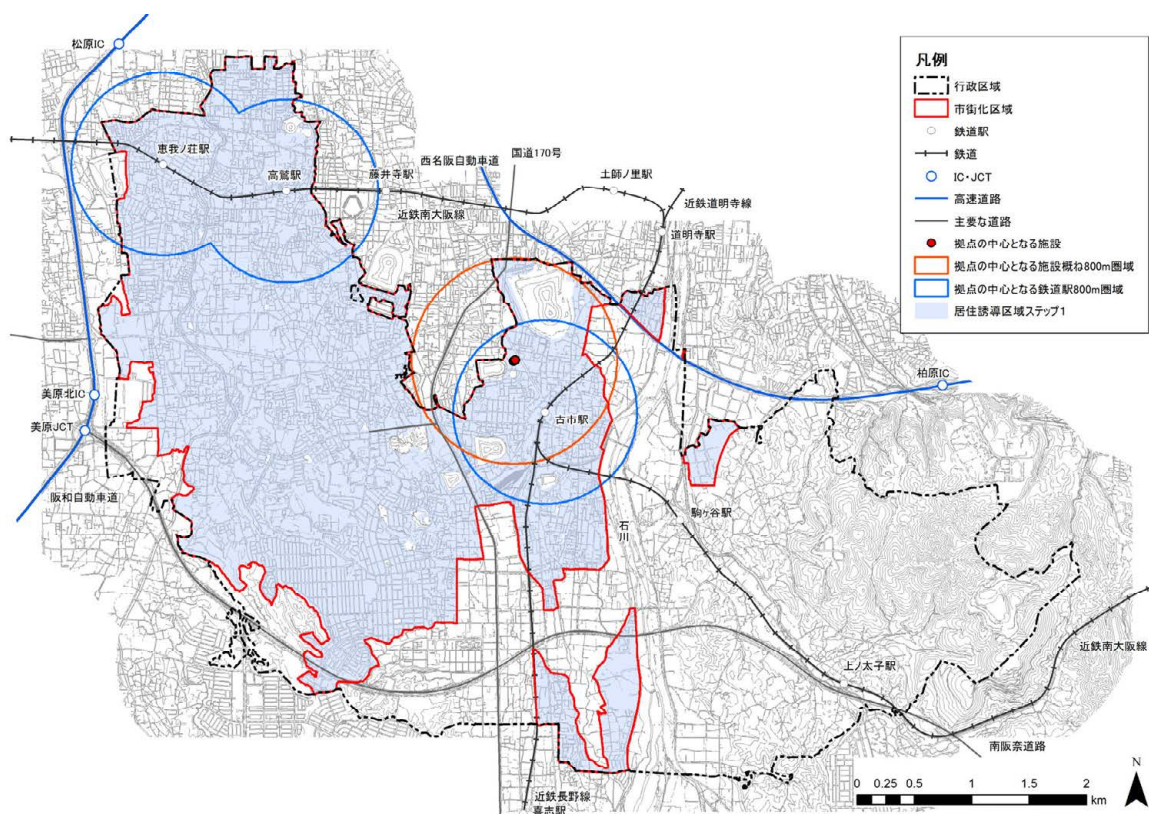 松原IC
凡例
行政区域
市街化区域
鉄道駅
鉄道
IC・JCT
高速道路
主要な道路
拠点の中心となる施設
拠点の中心となる施設概ね800m圏域
拠点の中心となる鉄道駅800m圏域
居住誘導区域ステップ1
恵我ノ荘駅
高鷲駅
藤井寺駅
西名阪自動車道
国道170号
土師ノ里駅
近鉄南大阪線
近鉄道明寺線
道明寺駅
柏原IC
美原北IC
美原JCT
古市駅
阪和自動車道
石川
駒ヶ谷駅
上ノ太子駅
近鉄南大阪線
南阪奈道路
近鉄長野線
喜志駅
N
0 0.25 0.5 1 1.5 2
km